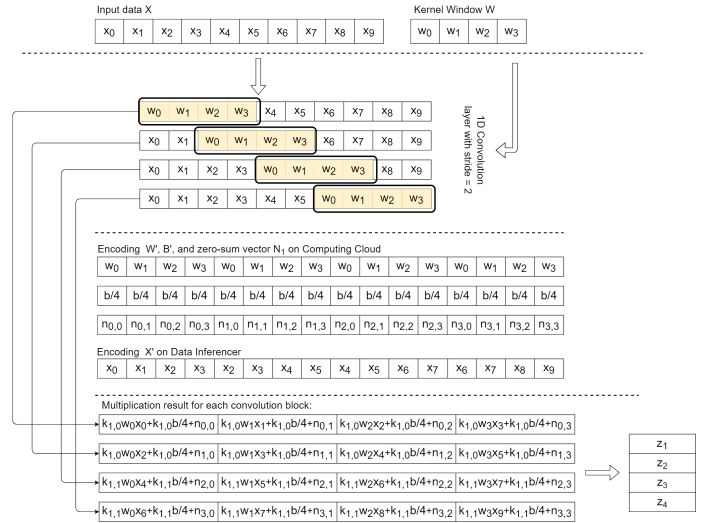 Input data X Kernel Window W
x0 x1 x2 x3 x4 x5 x6 x7 x8 x9 w0 w1 w2 w3
w0 w1 w2 w3 x4 x5 x6 x7 x8 x9
x0 x1 w0 w1 w2 w3 x6 x7 x8 x9
x0 x1 x2 x3 w0 w1 w2 w3 x8 x9
x0 x1 x2 x3 x4 x5 w0 w1 w2 w3
1D Convolution
layer with stride = 2
Encoding W', B', and zero-sum vector N1 on Computing Cloud
w0 w1 w2 w3 w0 w1 w2 w3 w0 w1 w2 w3 w0 w1 w2 w3
b/4 b/4 b/4 b/4 b/4 b/4 b/4 b/4 b/4 b/4 b/4 b/4 b/4 b/4 b/4 b/4
n0,0 n0,1 n0,2 n0,3 n1,0 n1,1 n1,2 n1,3 n2,0 n2,1 n2,2 n2,3 n3,0 n3,1 n3,2 n3,3
Encoding X' on Data Inferencer
x0 x1 x2 x3 x2 x3 x4 x5 x4 x5 x6 x7 x6 x7 x8 x9
Multiplication result for each convolution block:
k1,0w0x0+k1,0b/4+n0,0 k1,0w1x1+k1,0b/4+n0,1 k1,0w2x2+k1,0b/4+n0,2 k1,0w3x3+k1,0b/4+n0,3
k1,0w0x2+k1,0b/4+n1,0 k1,0w1x3+k1,0b/4+n1,1 k1,0w2x4+k1,0b/4+n1,2 k1,0w3x5+k1,0b/4+n1,3
k1,1w0x4+k1,1b/4+n2,0 k1,1w1x5+k1,1b/4+n2,1 k1,1w2x6+k1,1b/4+n2,2 k1,1w3x7+k1,1b/4+n2,3
k1,1w0x6+k1,1b/4+n3,0 k1,1w1x7+k1,1b/4+n3,1 k1,1w2x8+k1,1b/4+n3,2 k1,1w3x9+k1,1b/4+n3,3
z1
z2
z3
z4